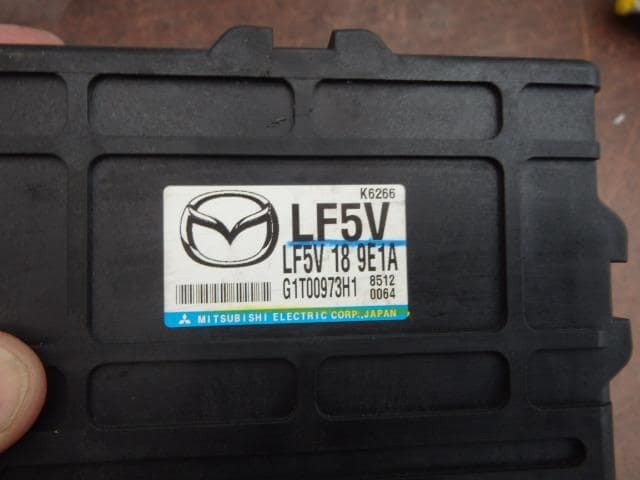 K6266
LF5V
LF5V 18 9E1A
G1T00973H1 8512
0064
MITSUBISHI ELECTRIC CORP.,JAPAN